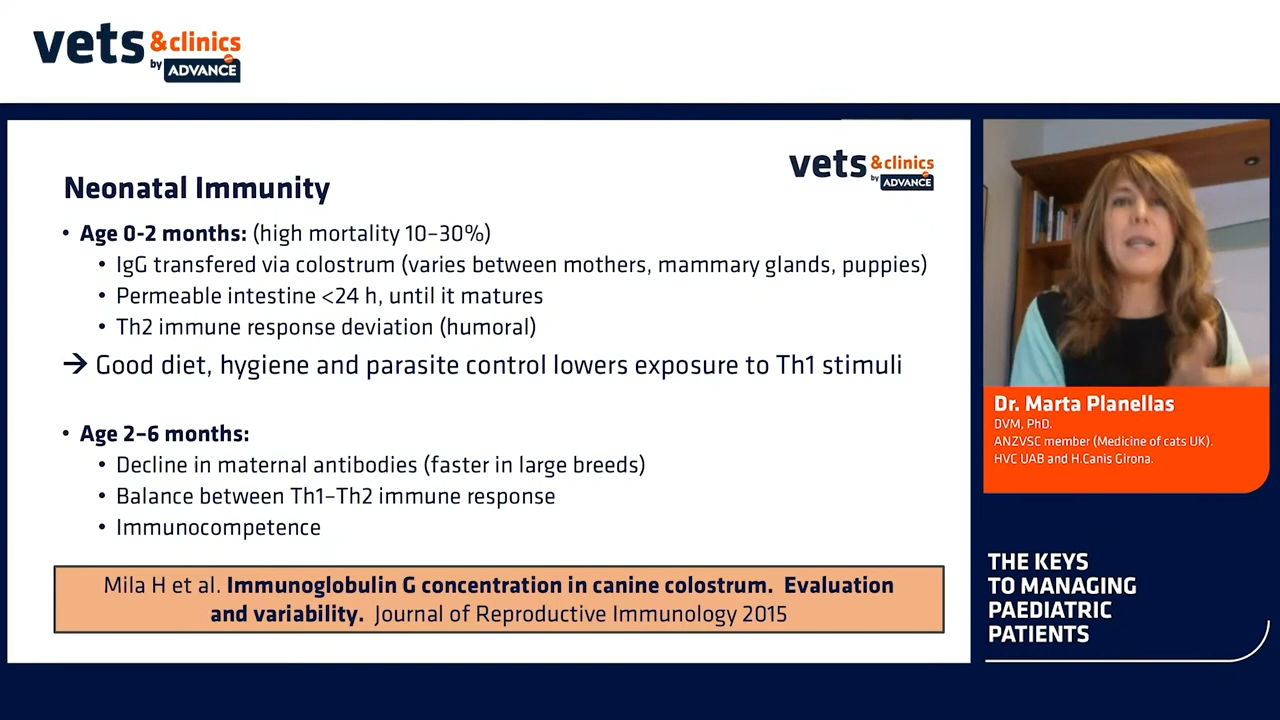 vets &clinics
by ADVANCE
vets &clinics
by ADVANCE
Neonatal Immunity
• Age 0-2 months: (high mortality 10–30%)
• IgG transfered via colostrum (varies between mothers, mammary glands, puppies)
• Permeable intestine <24 h, until it matures
• Th2 immune response deviation (humoral)
→ Good diet, hygiene and parasite control lowers exposure to Th1 stimuli
• Age 2–6 months:
• Decline in maternal antibodies (faster in large breeds)
• Balance between Th1–Th2 immune response
• Immunocompetence
Mila H et al. Immunoglobulin G concentration in canine colostrum. Evaluation
and variability. Journal of Reproductive Immunology 2015
Dr. Marta Planellas
DVM, PhD.
ANZVSC member (Medicine of cats UK).
HVC UAB and H.Canis Girona.
THE KEYS
TO MANAGING
PAEDIATRIC
PATIENTS